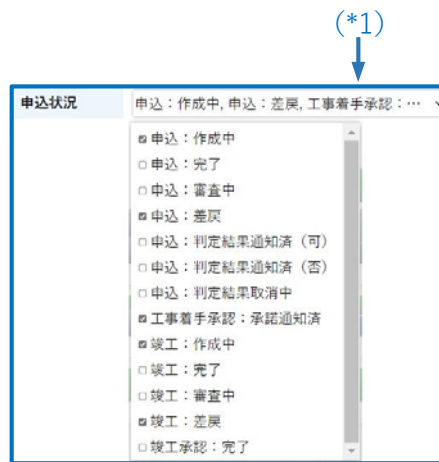 (*1)
申込状況 申込：作成中, 申込：差戻, 工事着手承認：…
申込：作成中
申込：完了
申込：審査中
申込：差戻
申込：判定結果通知済（可）
申込：判定結果通知済（否）
申込：判定結果取消中
工事着手承認：承諾通知済
竣工：作成中
竣工：完了
竣工：審査中
竣工：差戻
竣工承認：完了